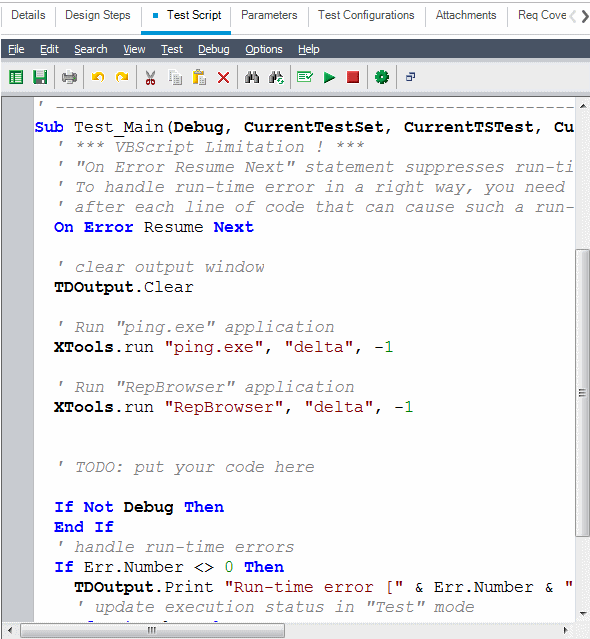 Details Design Steps Test Script Parameters Test Configurations Attachments Req Cove
File Edit Search View Test Debug Options Help
' ------------------------------------------------------
Sub Test_Main(Debug, CurrentTestSet, CurrentTSTest, Cu
' *** VBScript Limitation ! ***
' "On Error Resume Next" statement suppresses run-ti
' To handle run-time error in a right way, you need
' after each line of code that can cause such a run-
On Error Resume Next
' clear output window
TDOutput.Clear
' Run "ping.exe" application
XTools.run "ping.exe", "delta", -1
' Run "RepBrowser" application
XTools.run "RepBrowser", "delta", -1
' TODO: put your code here
If Not Debug Then
End If
' handle run-time errors
If Err.Number <> 0 Then
TDOutput.Print "Run-time error [" & Err.Number & "
' update execution status in "Test" mode